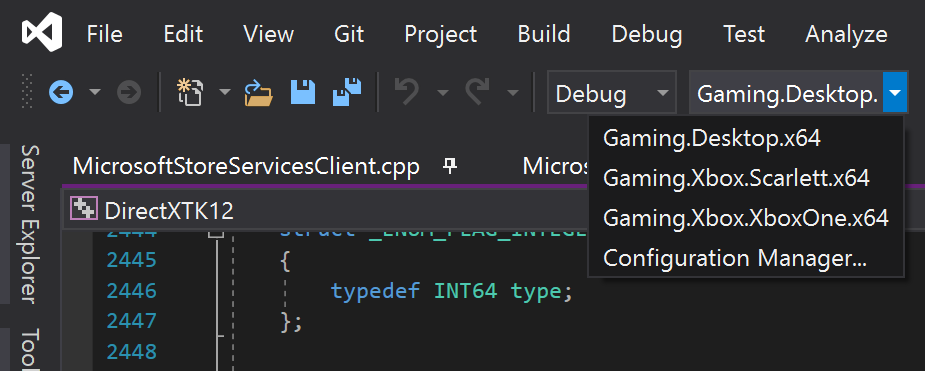 File Edit View Git Project Build Debug Test Analyze
Debug Gaming.Desktop.
Gaming.Desktop.x64
Gaming.Xbox.Scarlett.x64
Gaming.Xbox.XboxOne.x64
Configuration Manager...
Server Explorer
Tool
MicrosoftStoreServicesClient.cpp Micros
DirectXTK12
2444 struct _ENUM_FLAG_INTEGE
2445 {
2446 typedef INT64 type;
2447 };
2448